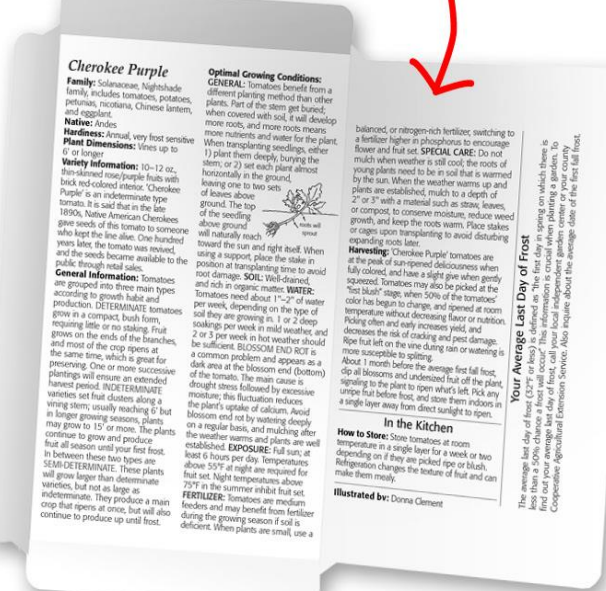 Cherokee Purple
Family: Solanaceae, Nightshade
family, includes tomatoes, potatoes,
petunias, nicotiana, Chinese lantern,
and eggplant.
Native: Andes
Hardiness: Annual, very frost sensitive
Plant Dimensions: Vines up to
6' or longer
Variety Information: 10–12 oz.,
thin-skinned rose/purple fruits with
brick red-colored interior. 'Cherokee
Purple' is an indeterminate type
tomato. It is said that in the late
1890s, Native American Cherokees
gave seeds of this tomato to someone
who kept the line alive. One hundred
years later, the tomato was revived,
and the seeds became available to the
public through retail sales.
General Information: Tomatoes
are grouped into three main types
according to growth habit and
production. DETERMINATE tomatoes
grow in a compact, bush form,
requiring little or no staking. Fruit
grows on the ends of the branches,
and most of the crop ripens at
the same time, which is great for
preserving. One or more successive
plantings will ensure an extended
harvest period. INDETERMINATE
varieties set fruit clusters along a
vining stem; usually reaching 6' but
in longer growing seasons, plants
may grow to 15' or more. The plants
continue to grow and produce
fruit all season until your first frost.
In between these two types are
SEMI-DETERMINATE. These plants
will grow larger than determinate
varieties, but not as large as
indeterminate. They produce a main
crop that ripens at once, but will also
continue to produce up until frost.
Optimal Growing Conditions:
GENERAL: Tomatoes benefit from a
different planting method than other
plants. Part of the stem get buried;
when covered with soil, it will develop
more roots, and more roots means
more nutrients and water for the plant.
When transplanting seedlings, either
1) plant them deeply, burying the
stem; or 2) set each plant almost
horizontally in the ground,
leaving one to two sets
of leaves above
ground. The top
of the seedling
above ground
will naturally reach
roots will
sprout
toward the sun and right itself. When
using a support, place the stake in
position at transplanting time to avoid
root damage. SOIL: Well-drained,
and rich in organic matter. WATER:
Tomatoes need about 1"–2" of water
per week, depending on the type of
soil they are growing in. 1 or 2 deep
soakings per week in mild weather, and
2 or 3 per week in hot weather should
be sufficient. BLOSSOM END ROT is
a common problem and appears as a
dark area at the blossom end (bottom)
of the tomato. The main cause is
drought stress followed by excessive
moisture; this fluctuation reduces
the plant's uptake of calcium. Avoid
blossom end rot by watering deeply
on a regular basis, and mulching after
the weather warms and plants are well
established. EXPOSURE: Full sun; at
least 6 hours per day. Temperatures
above 55°F at night are required for
fruit set. Night temperatures above
75°F in the summer inhibit fruit set.
FERTILIZER: Tomatoes are medium
feeders and may benefit from fertilizer
during the growing season if soil is
deficient. When plants are small, use a
balanced, or nitrogen-rich fertilizer, switching to
a fertilizer higher in phosphorus to encourage
flower and fruit set. SPECIAL CARE: Do not
mulch when weather is still cool; the roots of
young plants need to be in soil that is warmed
by the sun. When the weather warms up and
plants are established, mulch to a depth of
2" or 3" with a material such as straw, leaves,
or compost, to conserve moisture, reduce weed
growth, and keep the roots warm. Place stakes
or cages upon transplanting to avoid disturbing
expanding roots later.
Harvesting: 'Cherokee Purple' tomatoes are
at the peak of sun-ripened deliciousness when
fully colored, and have a slight give when gently
squeezed. Tomatoes may also be picked at the
"first blush" stage, when 50% of the tomatoes'
color has begun to change, and ripened at room
temperature without decreasing flavor or nutrition.
Picking often and early increases yield, and
decreases the risk of cracking and pest damage.
Ripe fruit left on the vine during rain or watering is
more susceptible to splitting.
About 1 month before the average first fall frost,
clip all blossoms and undersized fruit off the plant,
signaling to the plant to ripen what's left. Pick any
unripe fruit before frost, and store them indoors in
a single layer away from direct sunlight to ripen.
In the Kitchen
How to Store: Store tomatoes at room
temperature in a single layer for a week or two
depending on if they are picked ripe or blush.
Refrigeration changes the texture of fruit and can
make them mealy.
Illustrated by: Donna Clement
Your Average Last Day of Frost
The average last day of frost (32°F or less) is defined as "the first day in spring on which there is
less than a 50% chance a frost will occur." This information is crucial when planting a garden. To
find out your average last day of frost, call your local independent garden center or your county
Cooperative Agricultural Extension Service. Also inquire about the average date of the first fall frost.